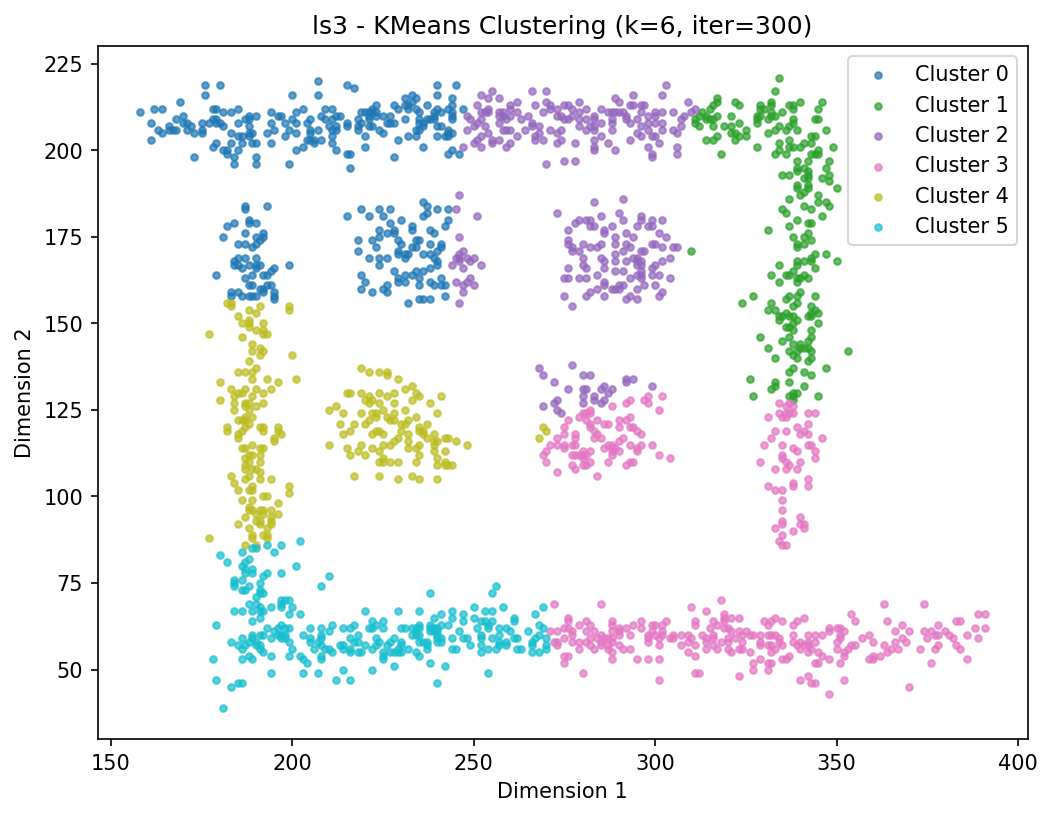 ls3 - KMeans Clustering (k=6, iter=300)
Cluster 0
Cluster 1
Cluster 2
Cluster 3
Cluster 4
Cluster 5
225
200
175
150
125
100
75
50
Dimension 2
150
200
250
300
350
400
Dimension 1